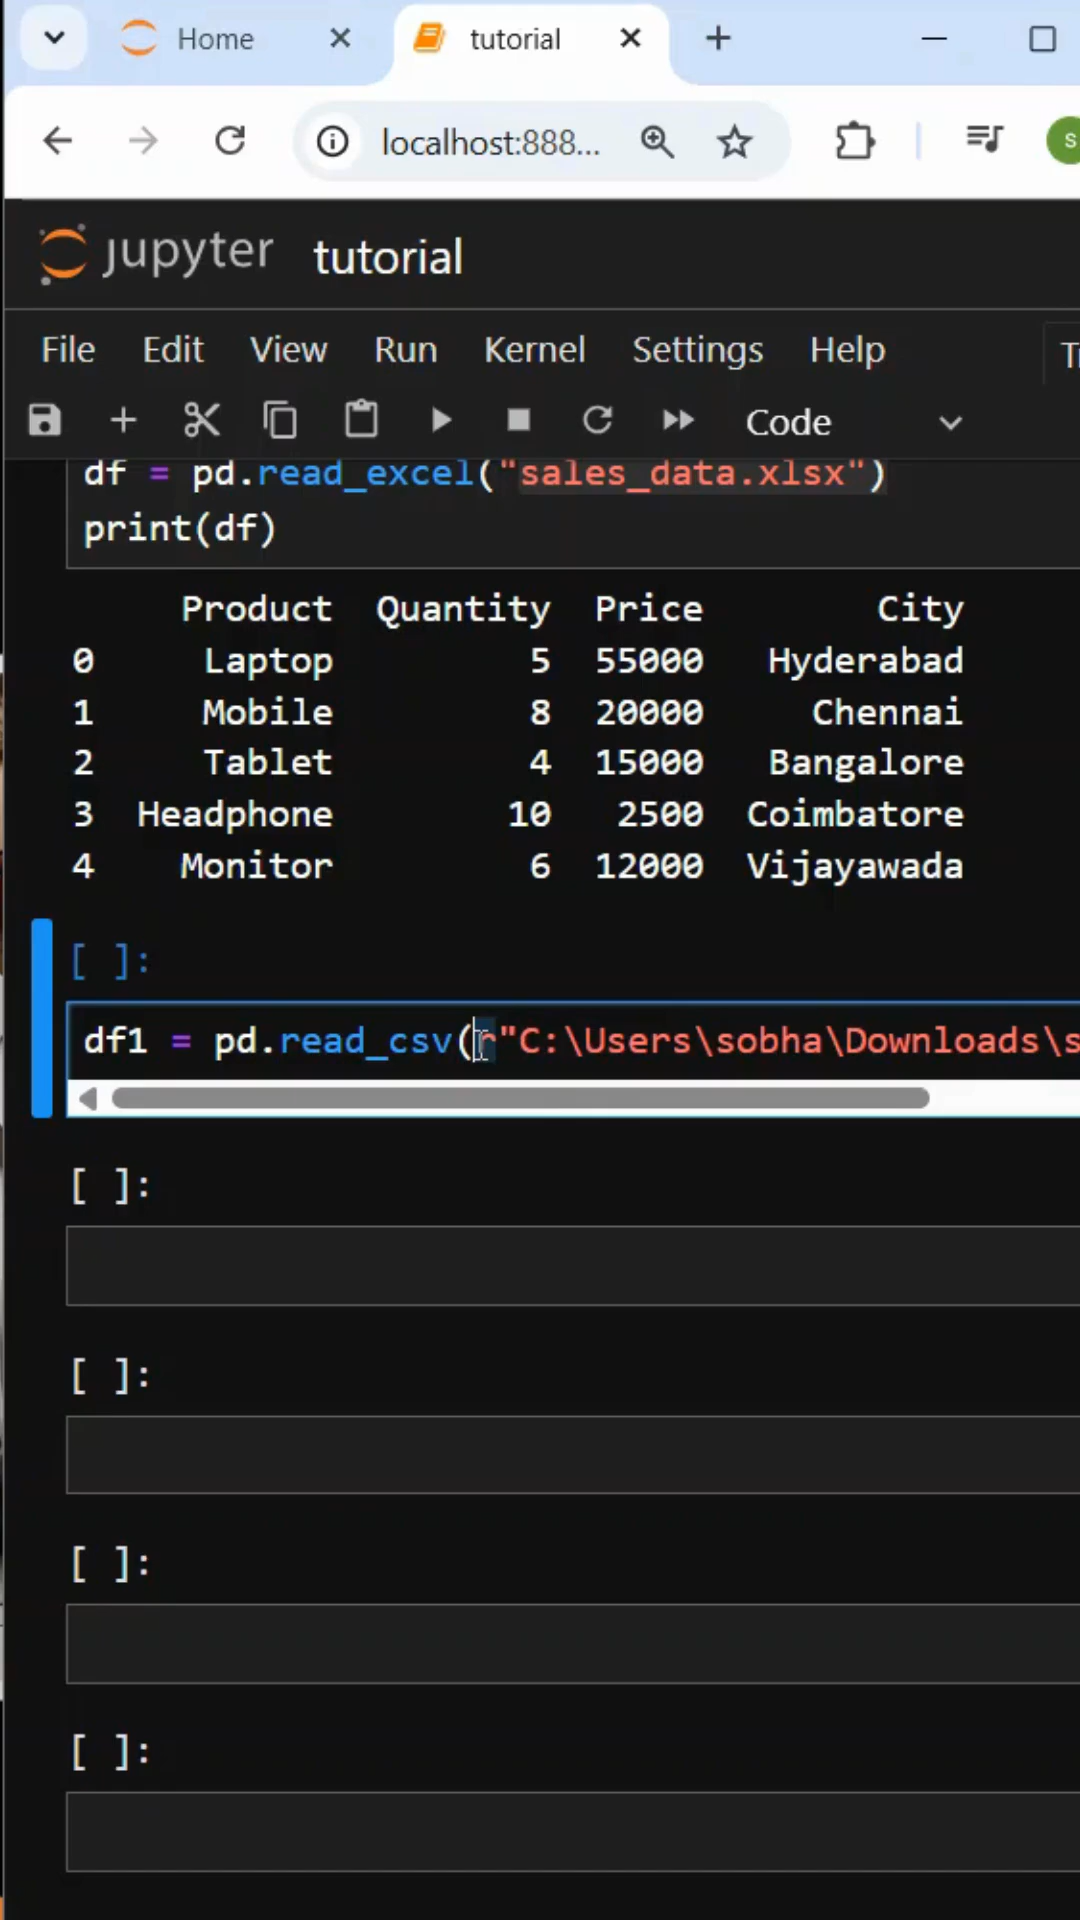 Home
tutorial
localhost:888...
S
jupyter tutorial
File Edit View Run Kernel Settings Help T
Code
df = pd.read_excel("sales_data.xlsx")
print(df)
Product Quantity Price City
0 Laptop 5 55000 Hyderabad
1 Mobile 8 20000 Chennai
2 Tablet 4 15000 Bangalore
3 Headphone 10 2500 Coimbatore
4 Monitor 6 12000 Vijayawada
[ ]:
df1 = pd.read_csv(r"C:\Users\sobha\Downloads\s
[ ]:
[ ]:
[ ]:
[ ]: